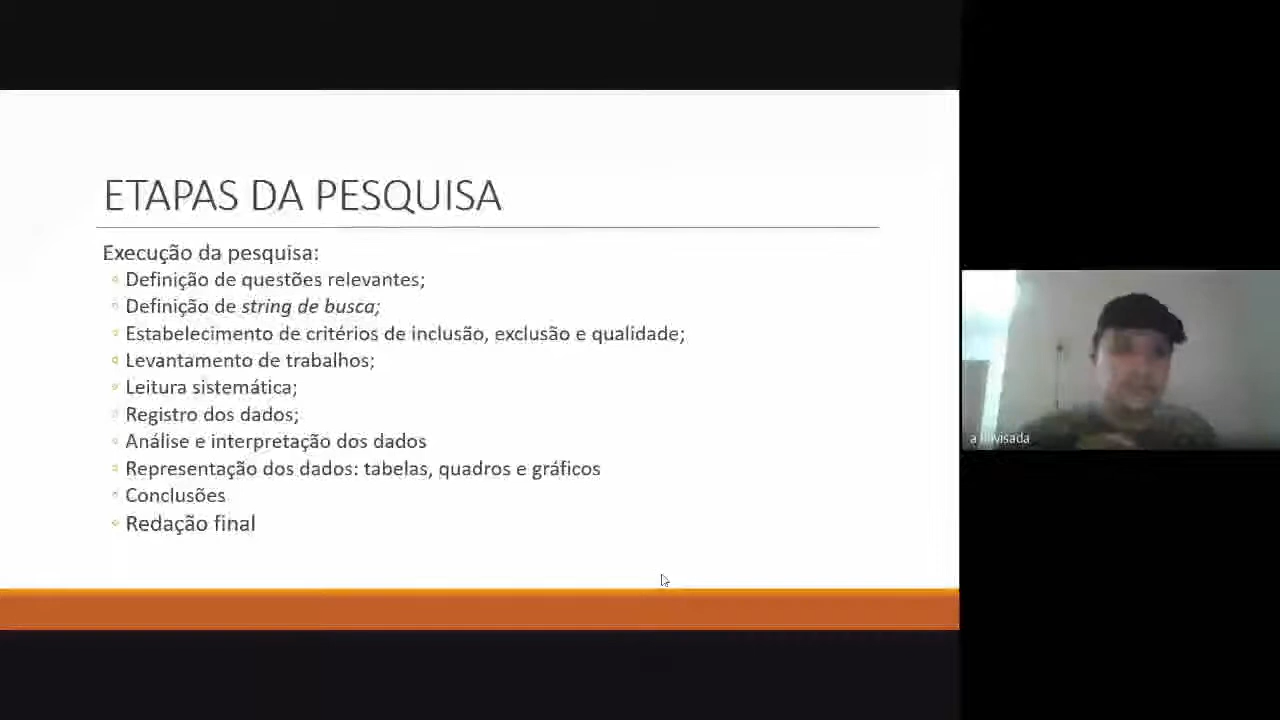 ETAPAS DA PESQUISA
Execução da pesquisa:
Definição de questões relevantes;
Definição de string de busca;
Estabelecimento de critérios de inclusão, exclusão e qualidade;
Levantamento de trabalhos;
Leitura sistemática;
Registro dos dados;
Análise e interpretação dos dados
Representação dos dados: tabelas, quadros e gráficos
Conclusões
Redação final
a